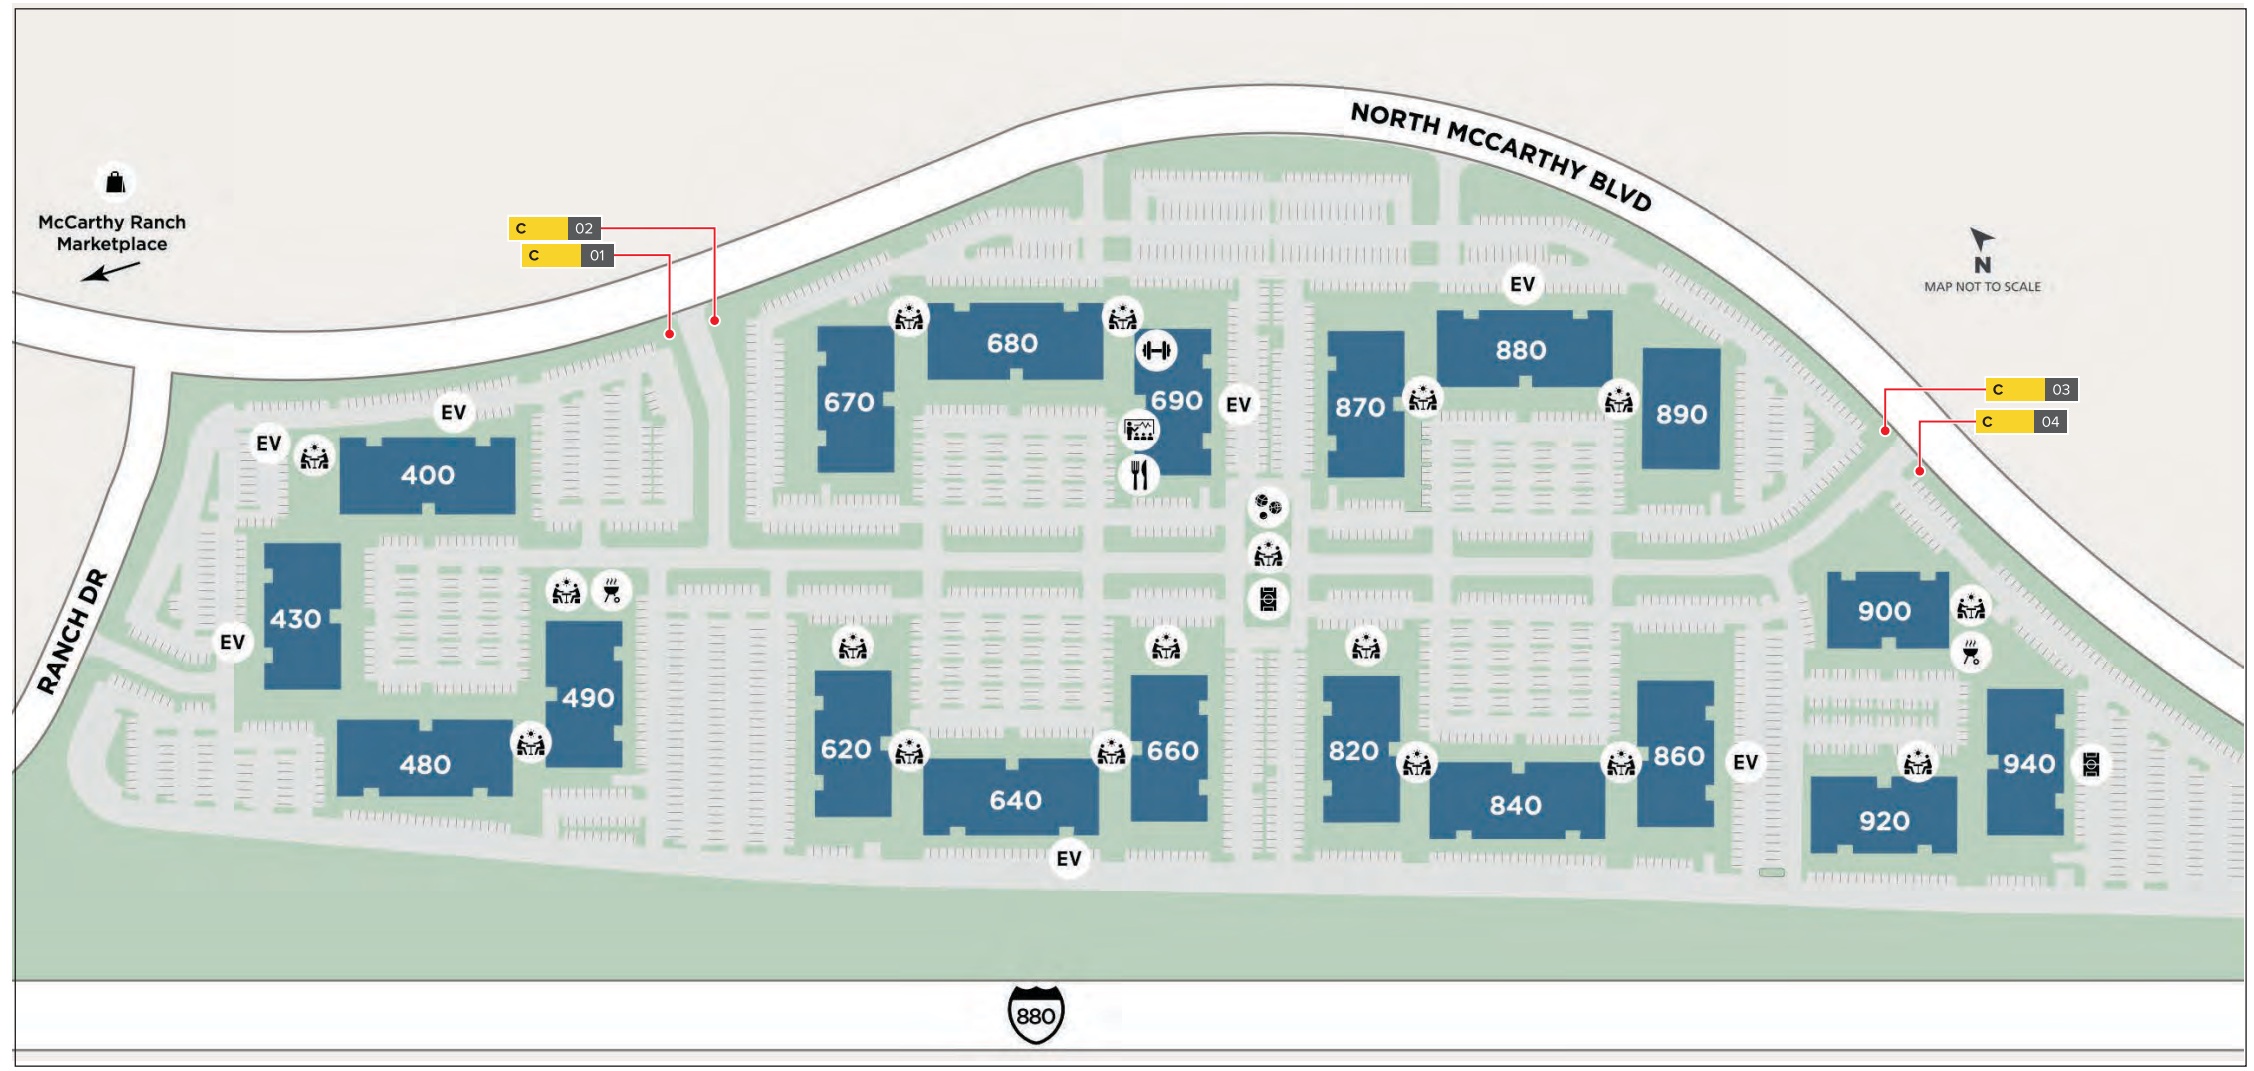 NORTH MCCARTHY BLVD
McCarthy Ranch
Marketplace
C 02
C 01
N
MAP NOT TO SCALE
EV
680
880
670
690
EV
870
890
C 03
C 04
EV
EV
400
430
EV
RANCH DR
490
480
900
620
660
640
EV
820
860
EV
840
940
920
880